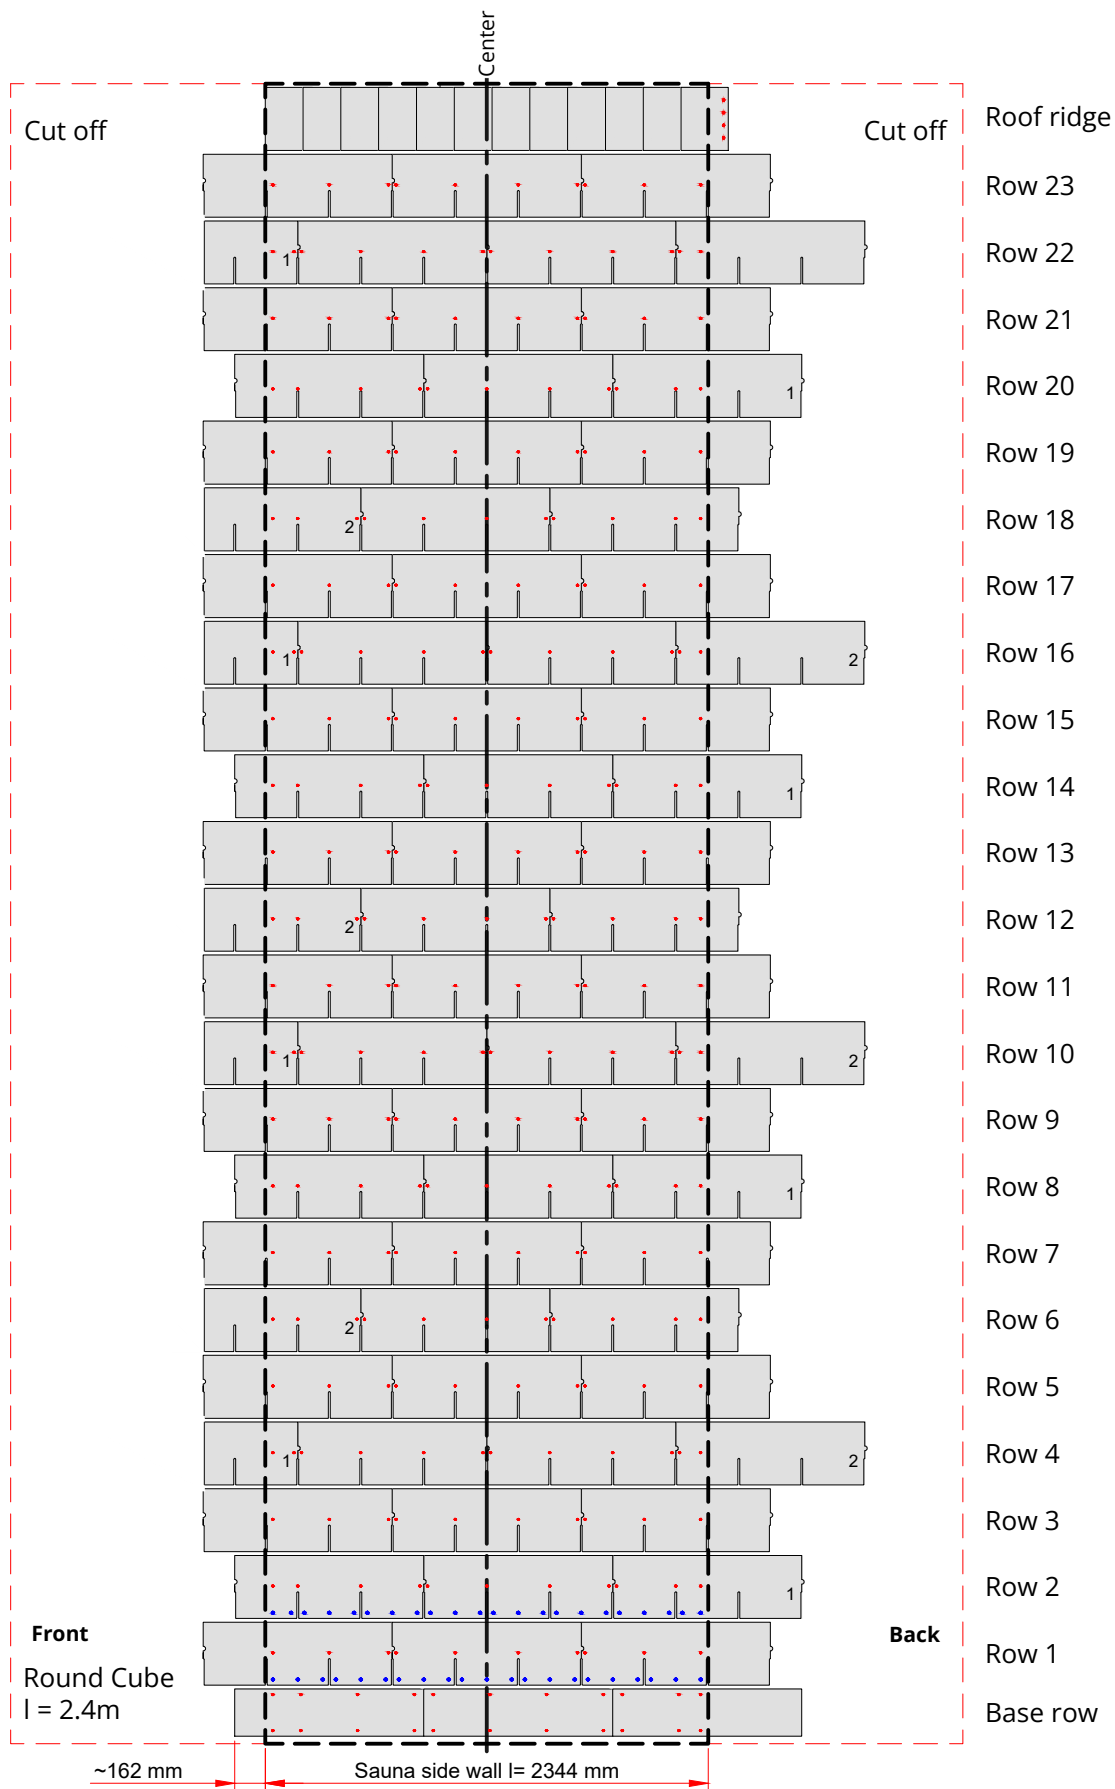 Center
Cut off
Cut off
Roof ridge
Row 23
1
Row 22
Row 21
1
Row 20
Row 19
2
Row 18
Row 17
1
2
Row 16
Row 15
1
Row 14
Row 13
2
Row 12
Row 11
1
2
Row 10
Row 9
1
Row 8
Row 7
2
Row 6
Row 5
1
2
Row 4
Row 3
1
Row 2
Front
Back
Row 1
Round Cube
l = 2.4m
Base row
~162 mm
Sauna side wall l= 2344 mm